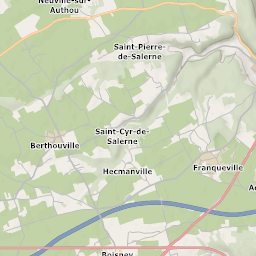 Neuville-sur-
Authou
Saint-Pierre-
de-Salerne
Saint-Cyr-de-
Salerne
Berthouville
Hecmanville
Franqueville
Boisney